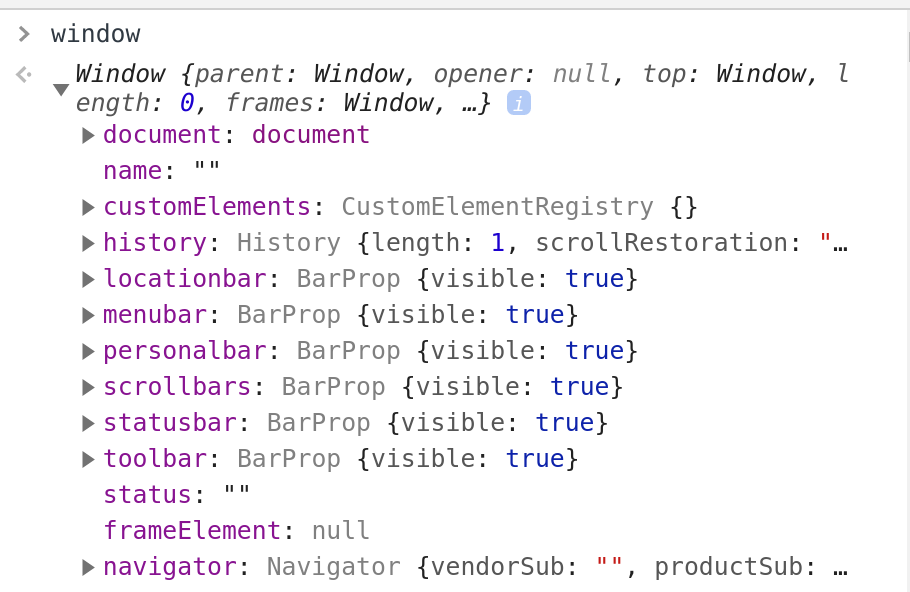 window
Window {parent: Window, opener: null, top: Window, l
ength: 0, frames: Window, …} i
document: document
name: ""
customElements: CustomElementRegistry {}
history: History {length: 1, scrollRestoration: "…
locationbar: BarProp {visible: true}
menubar: BarProp {visible: true}
personalbar: BarProp {visible: true}
scrollbars: BarProp {visible: true}
statusbar: BarProp {visible: true}
toolbar: BarProp {visible: true}
status: ""
frameElement: null
navigator: Navigator {vendorSub: "", productSub: …